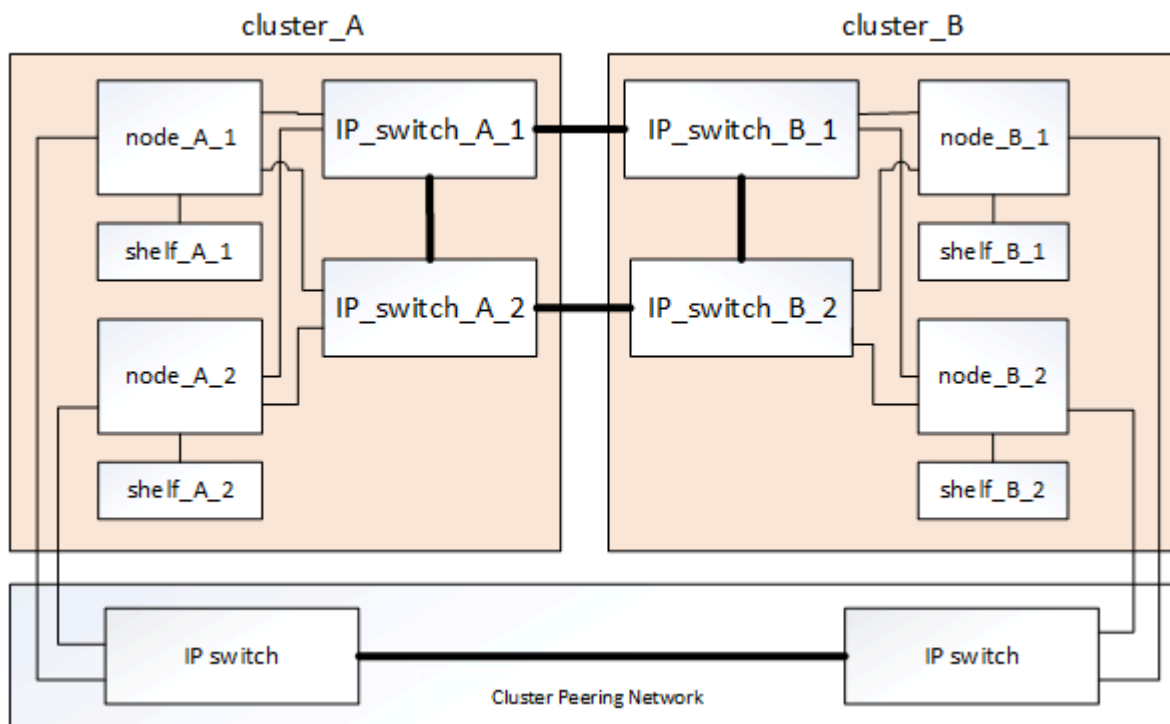 cluster_A
cluster_B
node_A_1
IP_switch_A_1
IP_switch_B_1
node_B_1
shelf_A_1
shelf_B_1
IP_switch_A_2
IP_switch_B_2
node_A_2
node_B_2
shelf_A_2
shelf_B_2
IP switch
IP switch
Cluster Peering Network